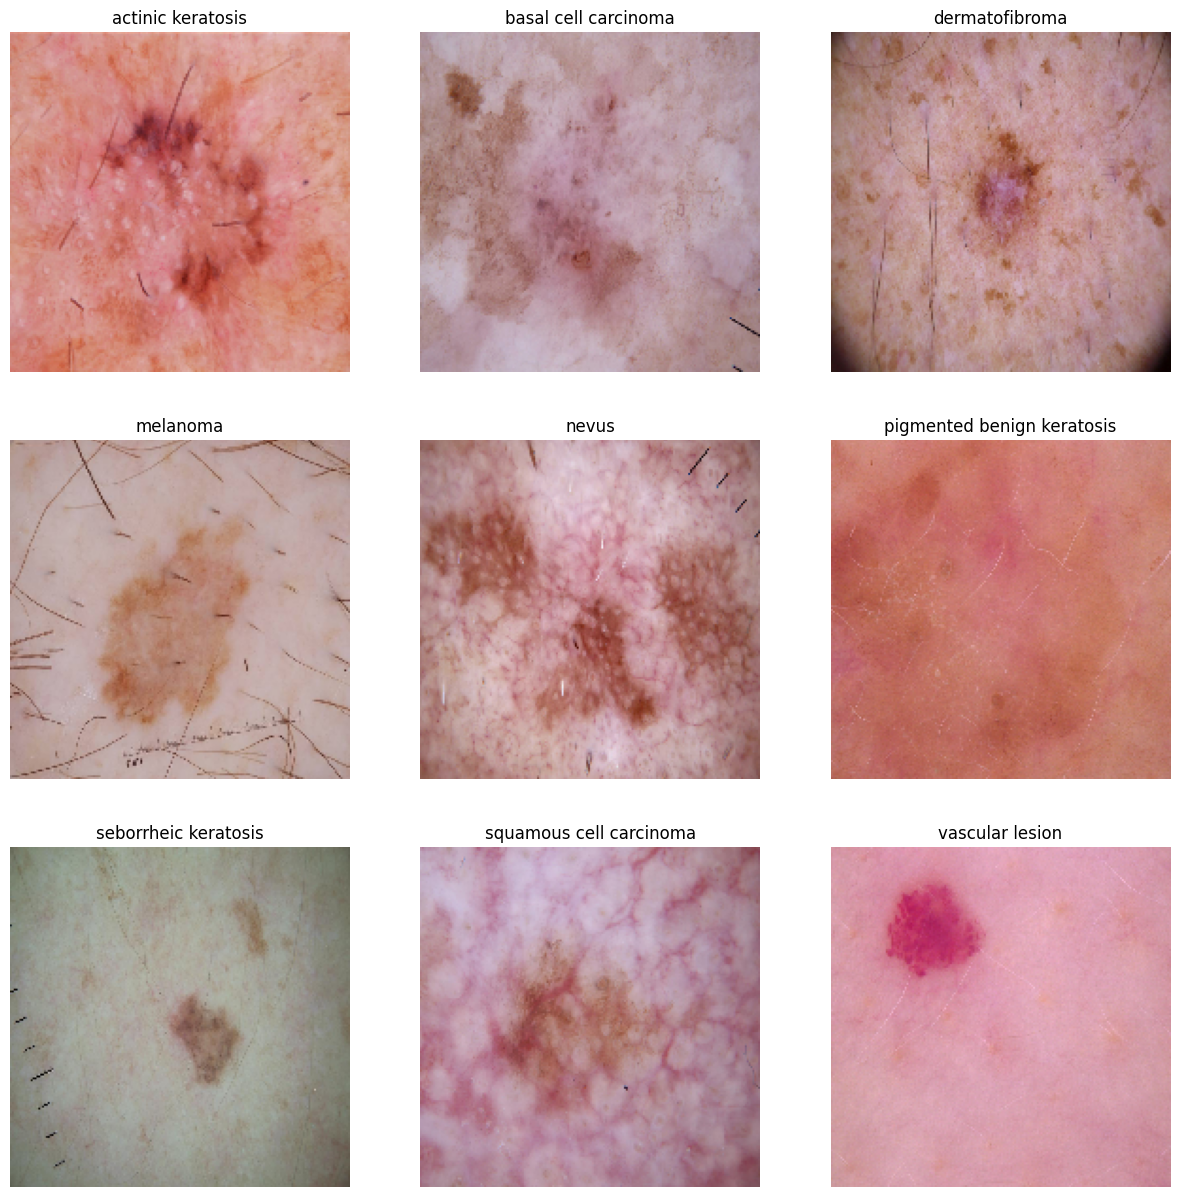 actinic keratosis
basal cell carcinoma
dermatofibroma
melanoma
nevus
pigmented benign keratosis
seborrheic keratosis
squamous cell carcinoma
vascular lesion